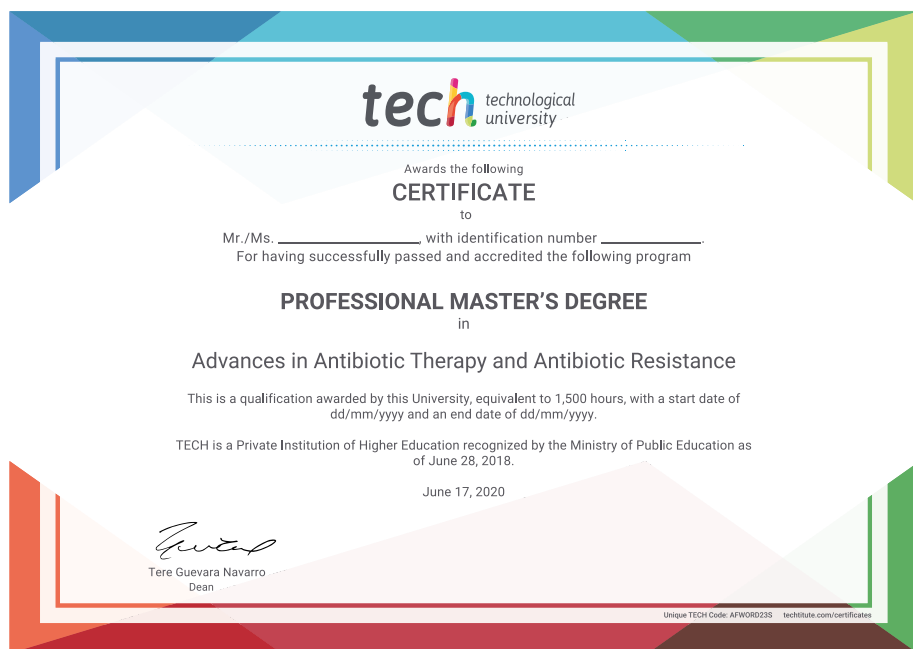 tech technological
university
Awards the following
CERTIFICATE
to
Mr./Ms. ________________, with identification number ____________.
For having successfully passed and accredited the following program
PROFESSIONAL MASTER'S DEGREE
in
Advances in Antibiotic Therapy and Antibiotic Resistance
This is a qualification awarded by this University, equivalent to 1,500 hours, with a start date of
dd/mm/yyyy and an end date of dd/mm/yyyy.
TECH is a Private Institution of Higher Education recognized by the Ministry of Public Education as
of June 28, 2018.
June 17, 2020
Tere Guevara Navarro
Dean
Unique TECH Code: AFWORD23S techtitute.com/certificates